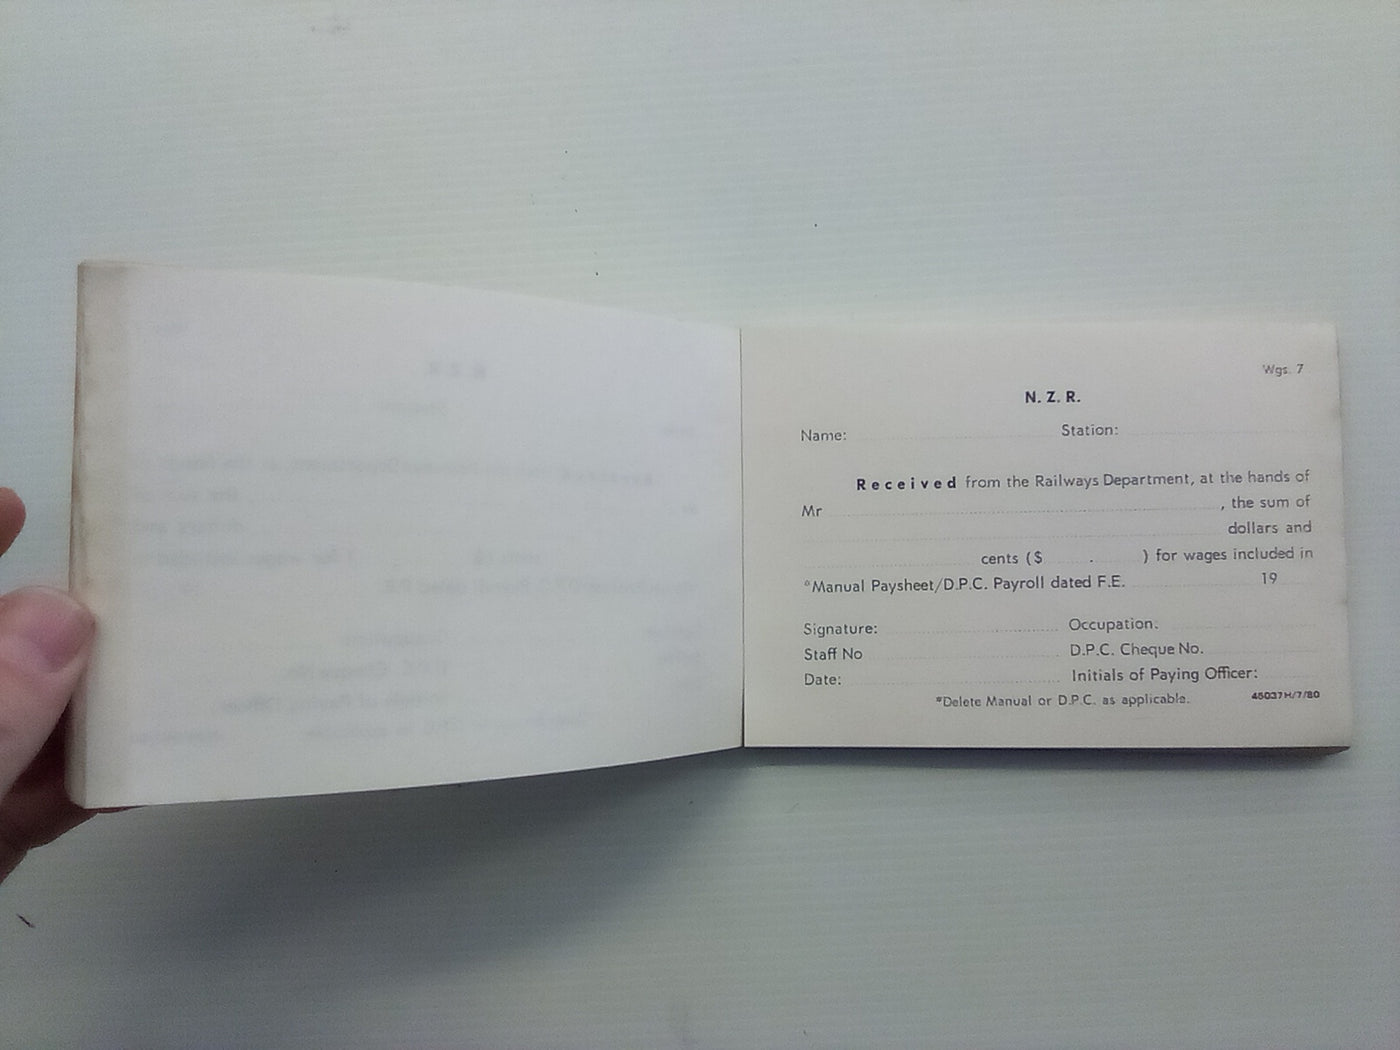 Wgs. 7
N. Z. R.
Name: Station:
Received from the Railways Department, at the hands of
Mr , the sum of
dollars and
cents ($ . ) for wages included in
*Manual Paysheet/D.P.C. Payroll dated F.E. 19
Signature: Occupation:
Staff No D.P.C. Cheque No.
Date: Initials of Paying Officer:
*Delete Manual or D.P.C. as applicable. 45037H/7/80